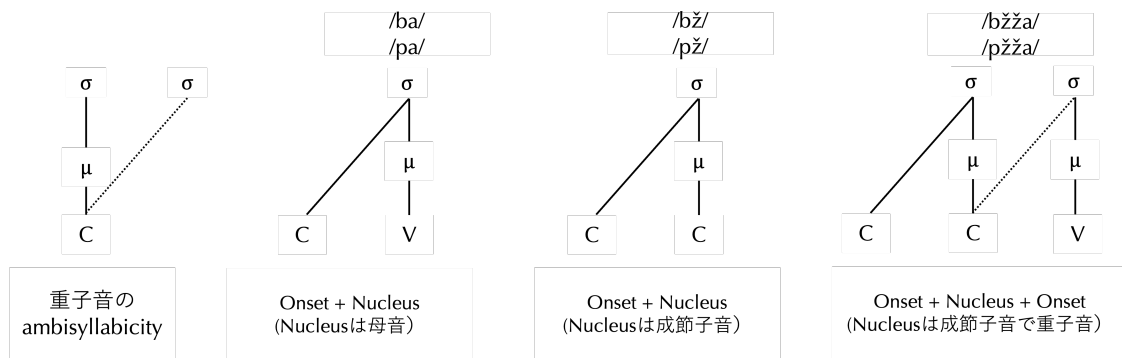 /ba/
/pa/
/bž/
/pž/
/bžža/
/pžža/
σ σ σ σ σ σ
μ μ μ μ μ
C C V C C C C V
重子音の
ambisyllabicity
Onset + Nucleus
(Nucleusは母音）
Onset + Nucleus
(Nucleusは成節子音）
Onset + Nucleus + Onset
(Nucleusは成節子音で重子音）